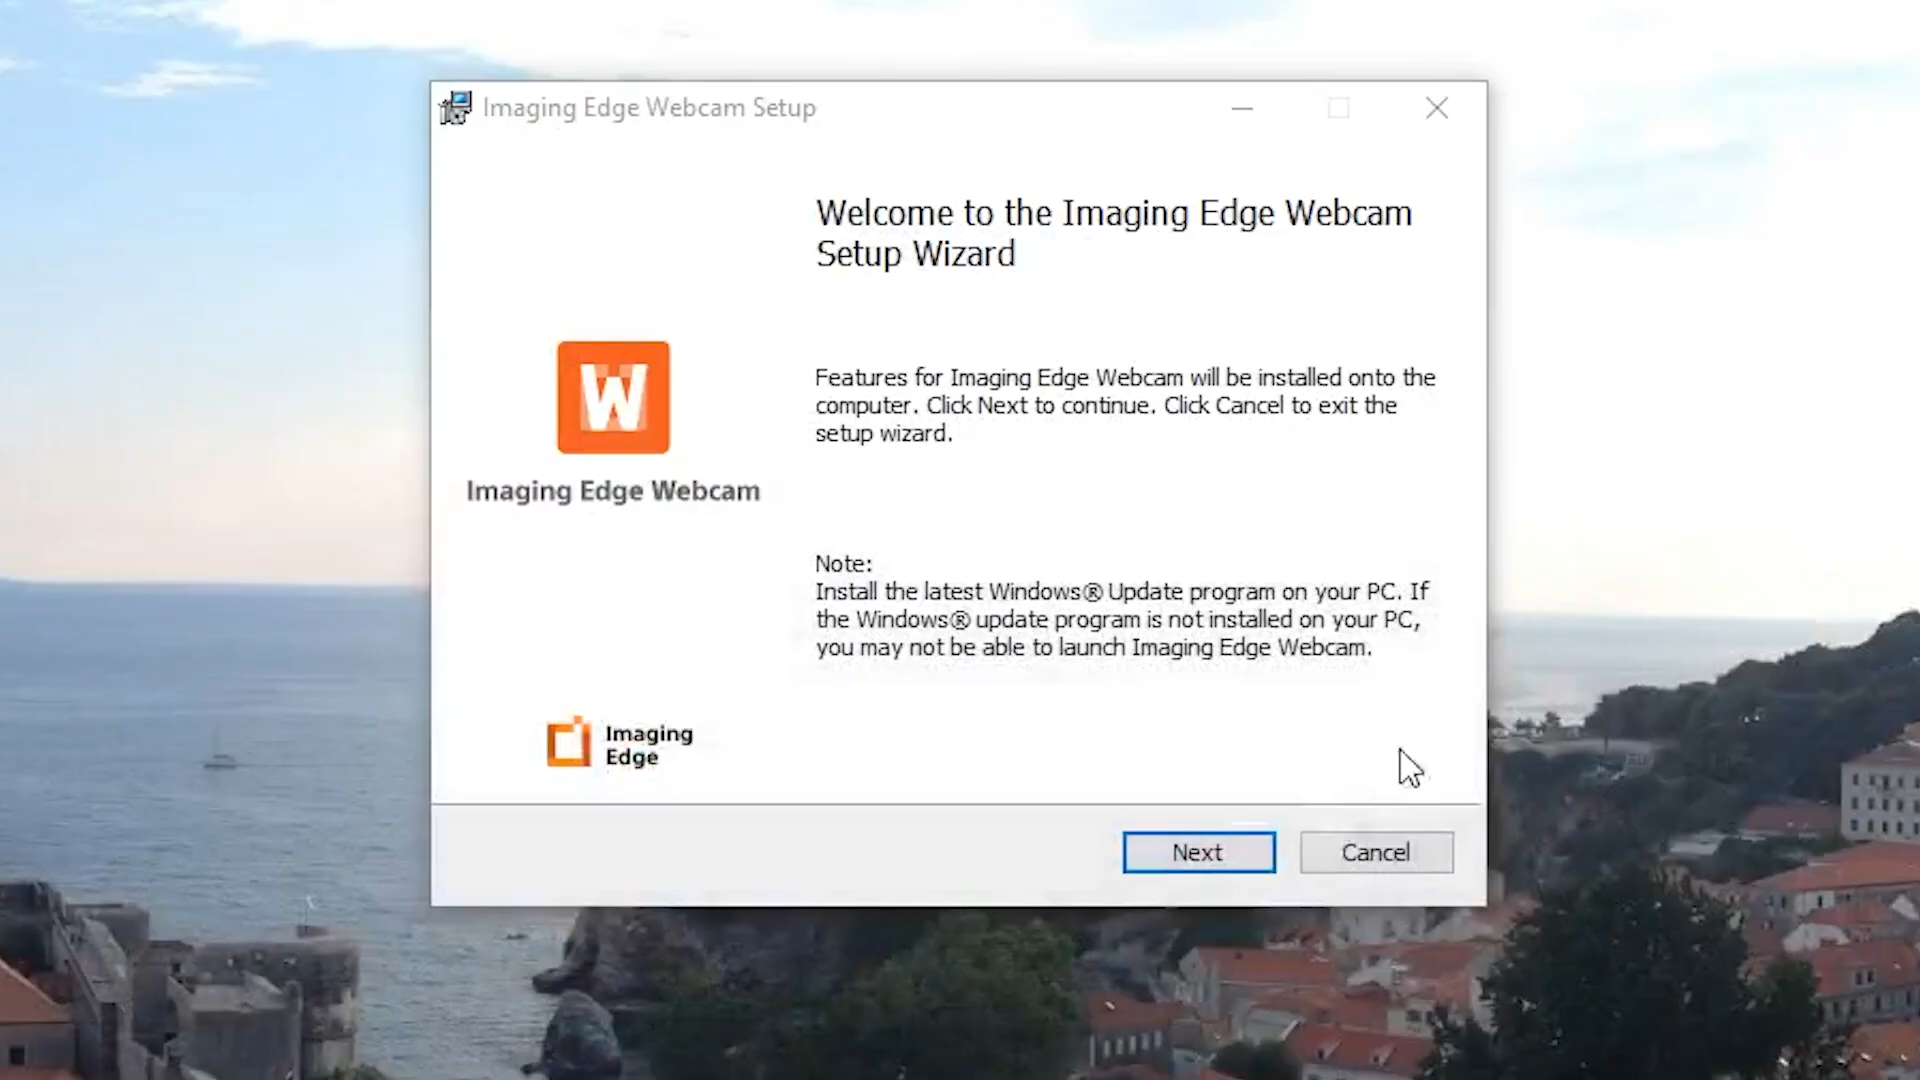 Imaging Edge Webcam Setup
Welcome to the Imaging Edge Webcam
Setup Wizard
W
Imaging Edge Webcam
Features for Imaging Edge Webcam will be installed onto the
computer. Click Next to continue. Click Cancel to exit the
setup wizard.
Note:
Install the latest Windows® Update program on your PC. If
the Windows® update program is not installed on your PC,
you may not be able to launch Imaging Edge Webcam.
Imaging
Edge
Next
Cancel